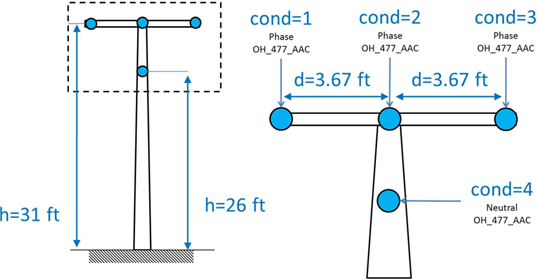 h=31 ft
h=26 ft
cond=1
Phase
OH_477_AAC
cond=2
Phase
OH_477_AAC
cond=3
Phase
OH_477_AAC
d=3.67 ft
d=3.67 ft
cond=4
Neutral
OH_477_AAC